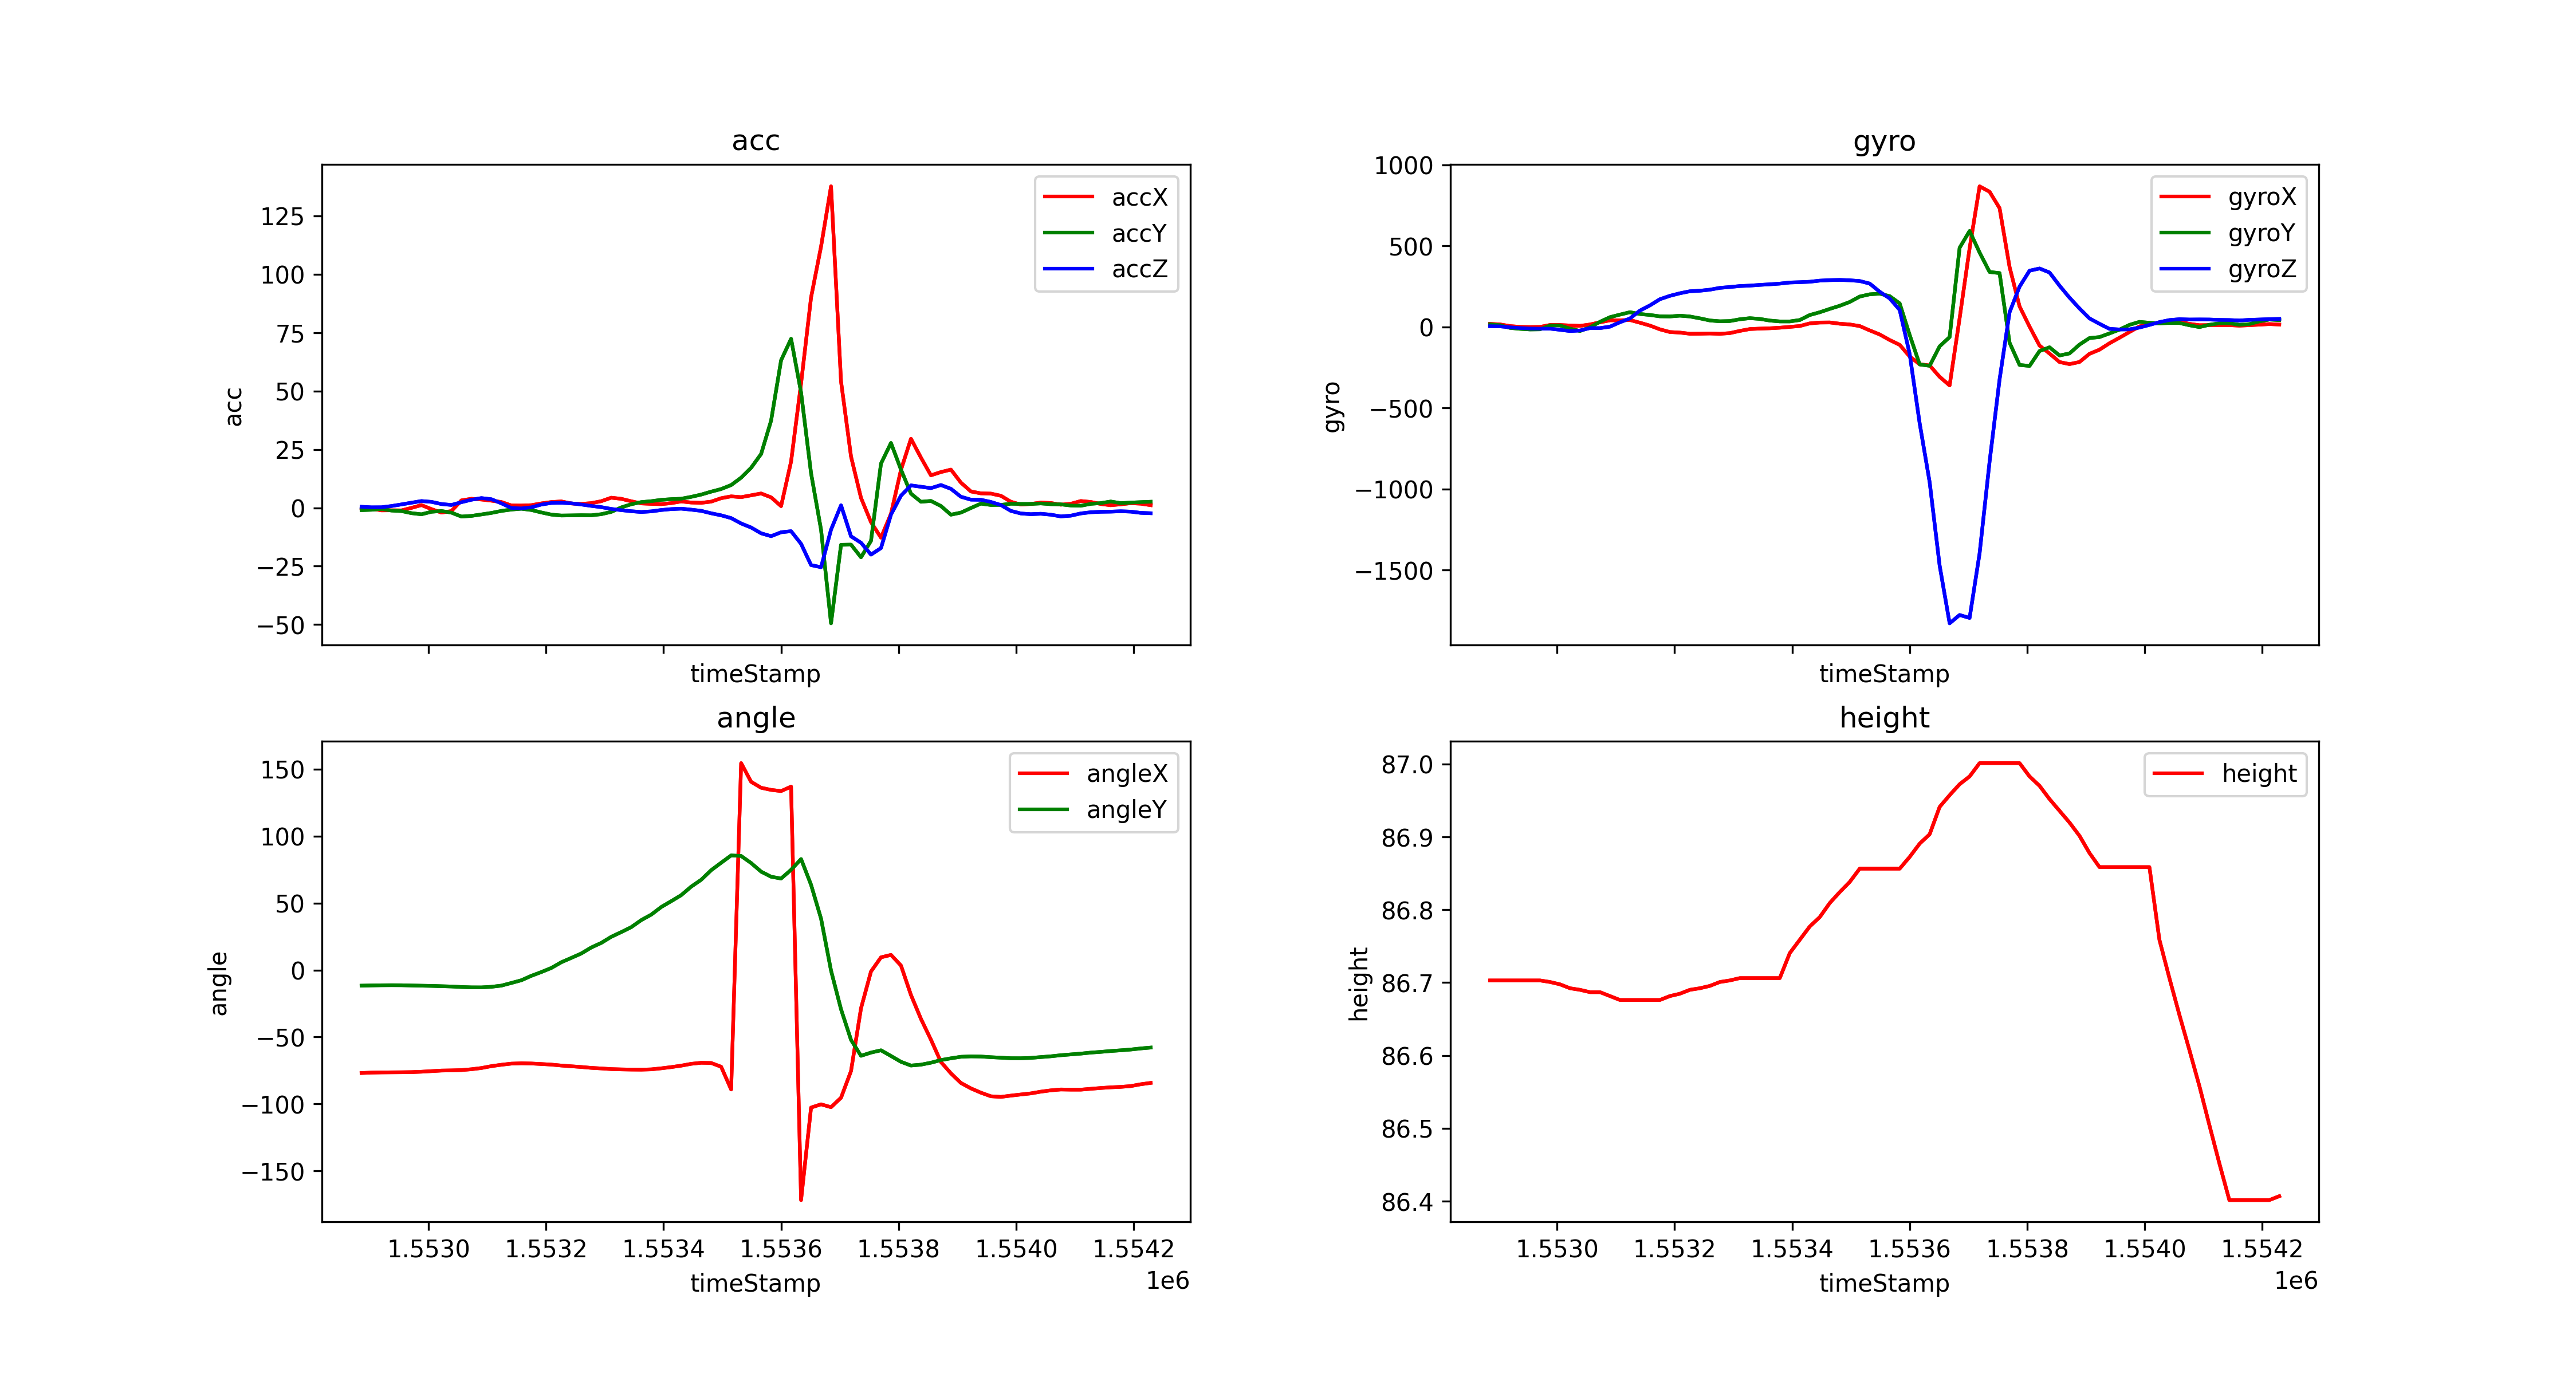 acc
accX
accY
accZ
125
100
75
50
25
0
−25
−50
acc
timeStamp
gyro
gyroX
gyroY
gyroZ
1000
500
0
−500
−1000
−1500
gyro
timeStamp
angle
angleX
angleY
150
100
50
0
−50
−100
−150
angle
1.5530 1.5532 1.5534 1.5536 1.5538 1.5540 1.5542
timeStamp
1e6
height
height
87.0
86.9
86.8
86.7
86.6
86.5
86.4
height
1.5530 1.5532 1.5534 1.5536 1.5538 1.5540 1.5542
timeStamp
1e6